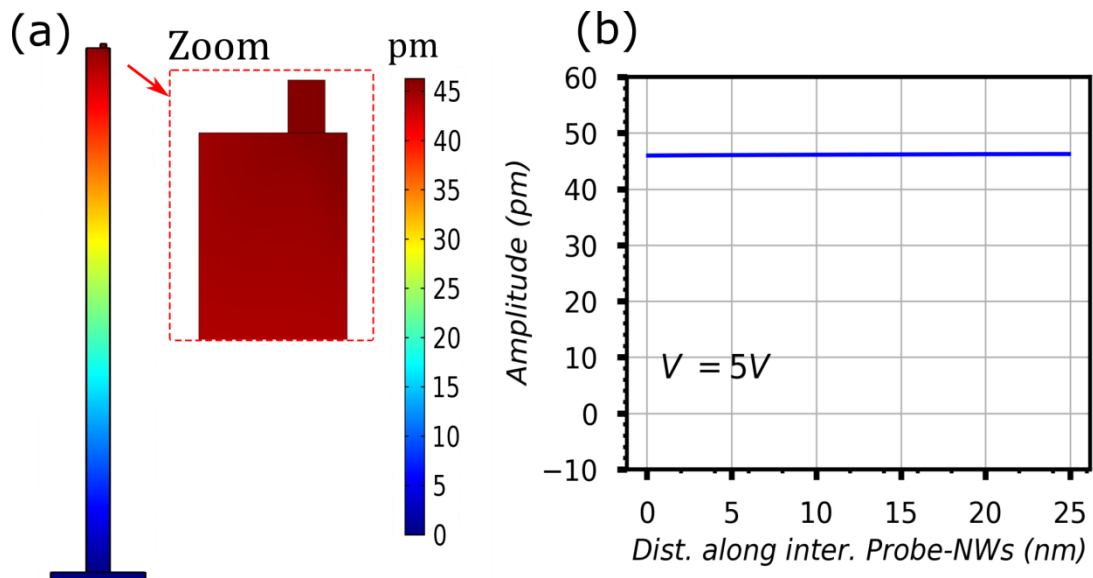 (a)
Zoom
pm
45
40
35
30
25
20
15
10
5
0
(b)
60
50
40
30
20
10
0
−10
Amplitude (pm)
V = 5V
0 5 10 15 20 25
Dist. along inter. Probe-NWs (nm)